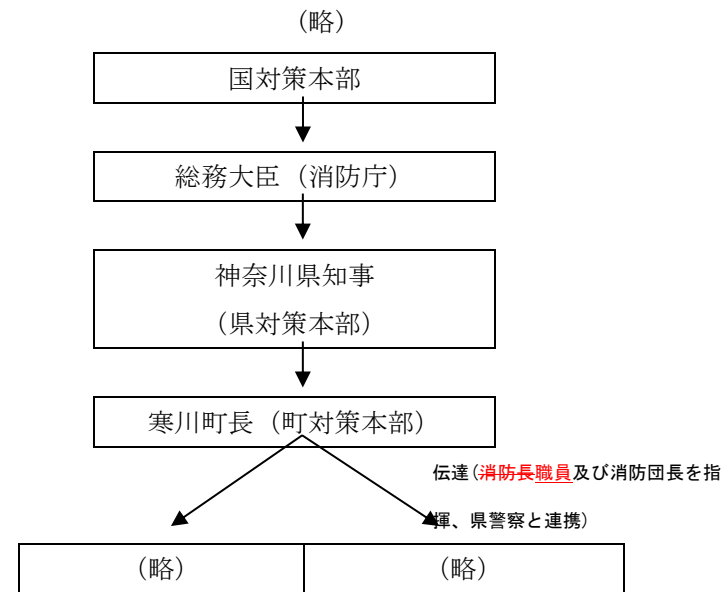 （略）
国対策本部
総務大臣（消防庁）
神奈川県知事
（県対策本部）
寒川町長（町対策本部）
伝達（消防長職員及び消防団長を指
揮、県警察と連携）
（略）
（略）